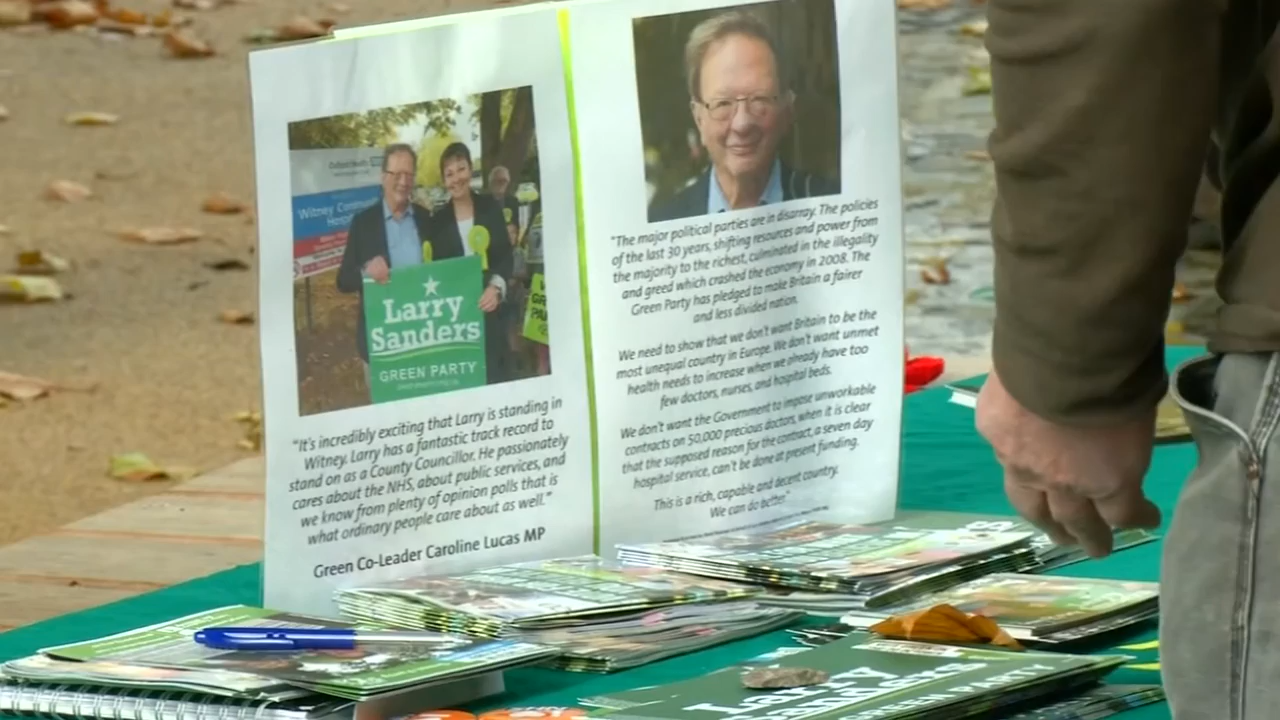 Witney Community
Hospital
Larry
Sanders
GREEN PARTY
"It's incredibly exciting that Larry is standing in
Witney. Larry has a fantastic track record to
stand on as a County Councillor. He passionately
cares about the NHS, about public services, and
we know from plenty of opinion polls that is
what ordinary people care about as well."
Green Co-Leader Caroline Lucas MP
"The major political parties are in disarray. The policies
of the last 30 years, shifting resources and power from
the majority to the richest, culminated in the illegality
and greed which crashed the economy in 2008. The
Green Party has pledged to make Britain a fairer
and less divided nation.
We need to show that we don't want Britain to be the
most unequal country in Europe. We don't want unmet
health needs to increase when we already have too
few doctors, nurses, and hospital beds.
We don't want the Government to impose unworkable
contracts on 50,000 precious doctors, when it is clear
that the supposed reason for the contract, a seven day
hospital service, can't be done at present funding.
This is a rich, capable and decent country.
We can do better"
Larry
Sanders
GREEN PARTY